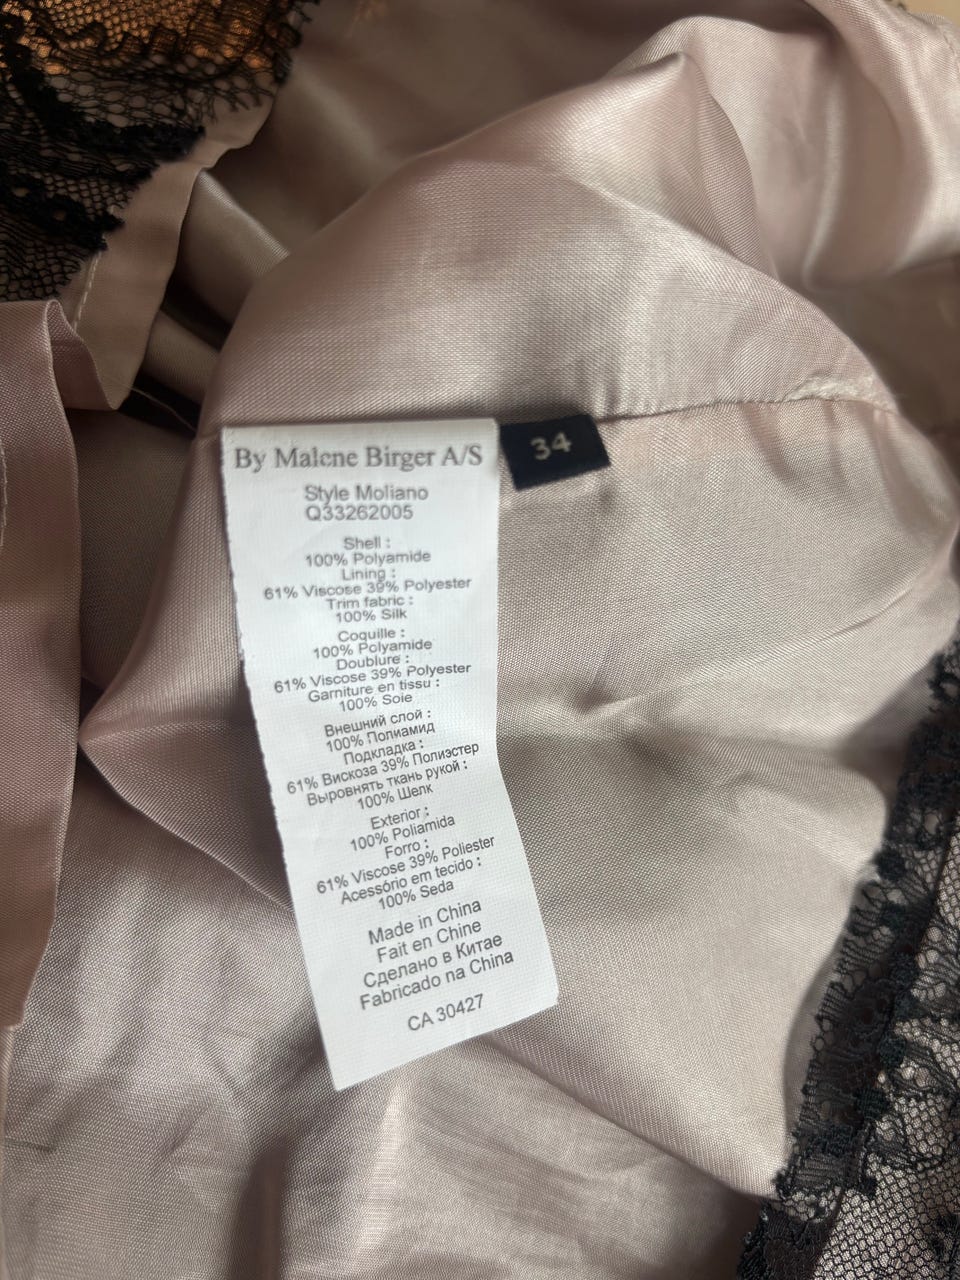 By Malene Birger A/S
34
Style Moliano
Q33262005
Shell :
100% Polyamide
Lining :
61% Viscose 39% Polyester
Trim fabric :
100% Silk
Coquille :
100% Polyamide
Doublure :
61% Viscose 39% Polyester
Garniture en tissu :
100% Soie
Внешний слой :
100% Полиамид
Подкладка :
61% Вискоза 39% Полиэстер
Выровнять ткань рукой :
100% Шелк
Exterior :
100% Poliamida
Forro :
61% Viscose 39% Poliester
Acessório em tecido :
100% Seda
Made in China
Fait en Chine
Сделано в Китае
Fabricado na China
CA 30427